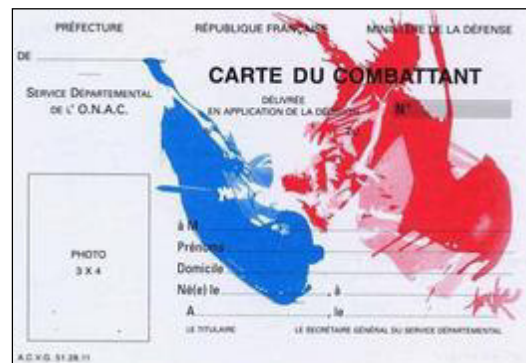 PRÉFECTURE RÉPUBLIQUE FRANÇAISE MINISTÈRE DE LA DÉFENSE
DE
SERVICE DÉPARTEMENTAL
DE L' O.N.A.C.
CARTE DU COMBATTANT
DÉLIVRÉE
EN APPLICATION DE LA
N°
à M
Prénoms
Domicile
Né(e) le , à
A , le
PHOTO
3 X 4
LE TITULAIRE LE SECRÉTAIRE GÉNÉRAL DU SERVICE DÉPARTEMENTAL
A.C.V.G. 51.28.11